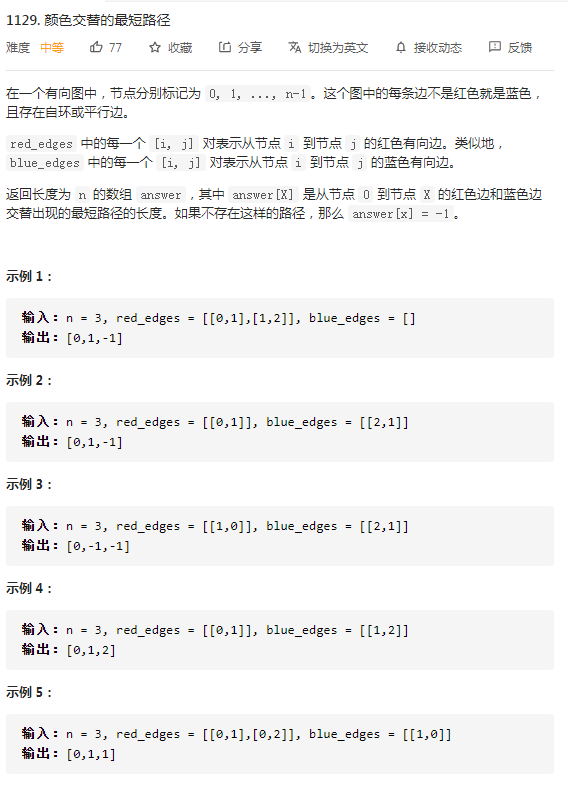 1129. 颜色交替的最短路径
难度 中等 77 收藏 分享 切换为英文 接收动态 反馈
在一个有向图中，节点分别标记为 0, 1, ..., n-1。这个图中的每条边不是红色就是蓝色，
且存在自环或平行边。
red_edges 中的每一个 [i, j] 对表示从节点 i 到节点 j 的红色有向边。类似地，
blue_edges 中的每一个 [i, j] 对表示从节点 i 到节点 j 的蓝色有向边。
返回长度为 n 的数组 answer，其中 answer[X] 是从节点 0 到节点 X 的红色边和蓝色边
交替出现的最短路径的长度。如果不存在这样的路径，那么 answer[x] = -1。
示例 1：
输入：n = 3, red_edges = [[0,1],[1,2]], blue_edges = []
输出：[0,1,-1]
示例 2：
输入：n = 3, red_edges = [[0,1]], blue_edges = [[2,1]]
输出：[0,1,-1]
示例 3：
输入：n = 3, red_edges = [[1,0]], blue_edges = [[2,1]]
输出：[0,-1,-1]
示例 4：
输入：n = 3, red_edges = [[0,1]], blue_edges = [[1,2]]
输出：[0,1,2]
示例 5：
输入：n = 3, red_edges = [[0,1],[0,2]], blue_edges = [[1,0]]
输出：[0,1,1]